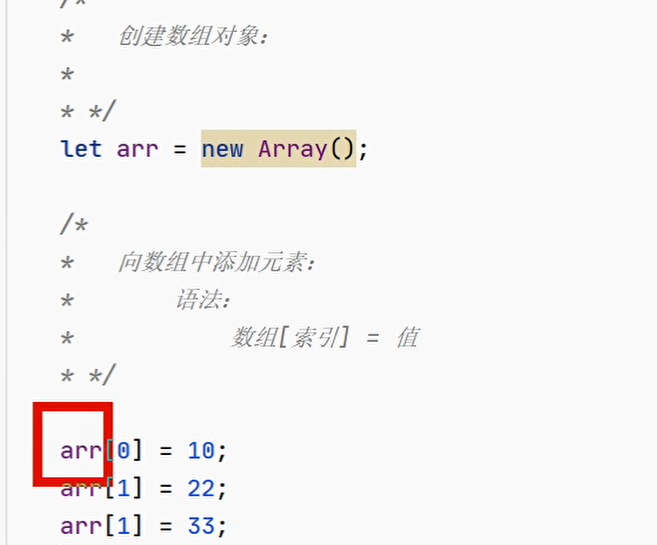 /*
* 创建数组对象:
*
* */
let arr = new Array();
/*
* 向数组中添加元素:
* 语法:
* 数组[索引] = 值
* */
arr[0] = 10;
arr[1] = 22;
arr[1] = 33;